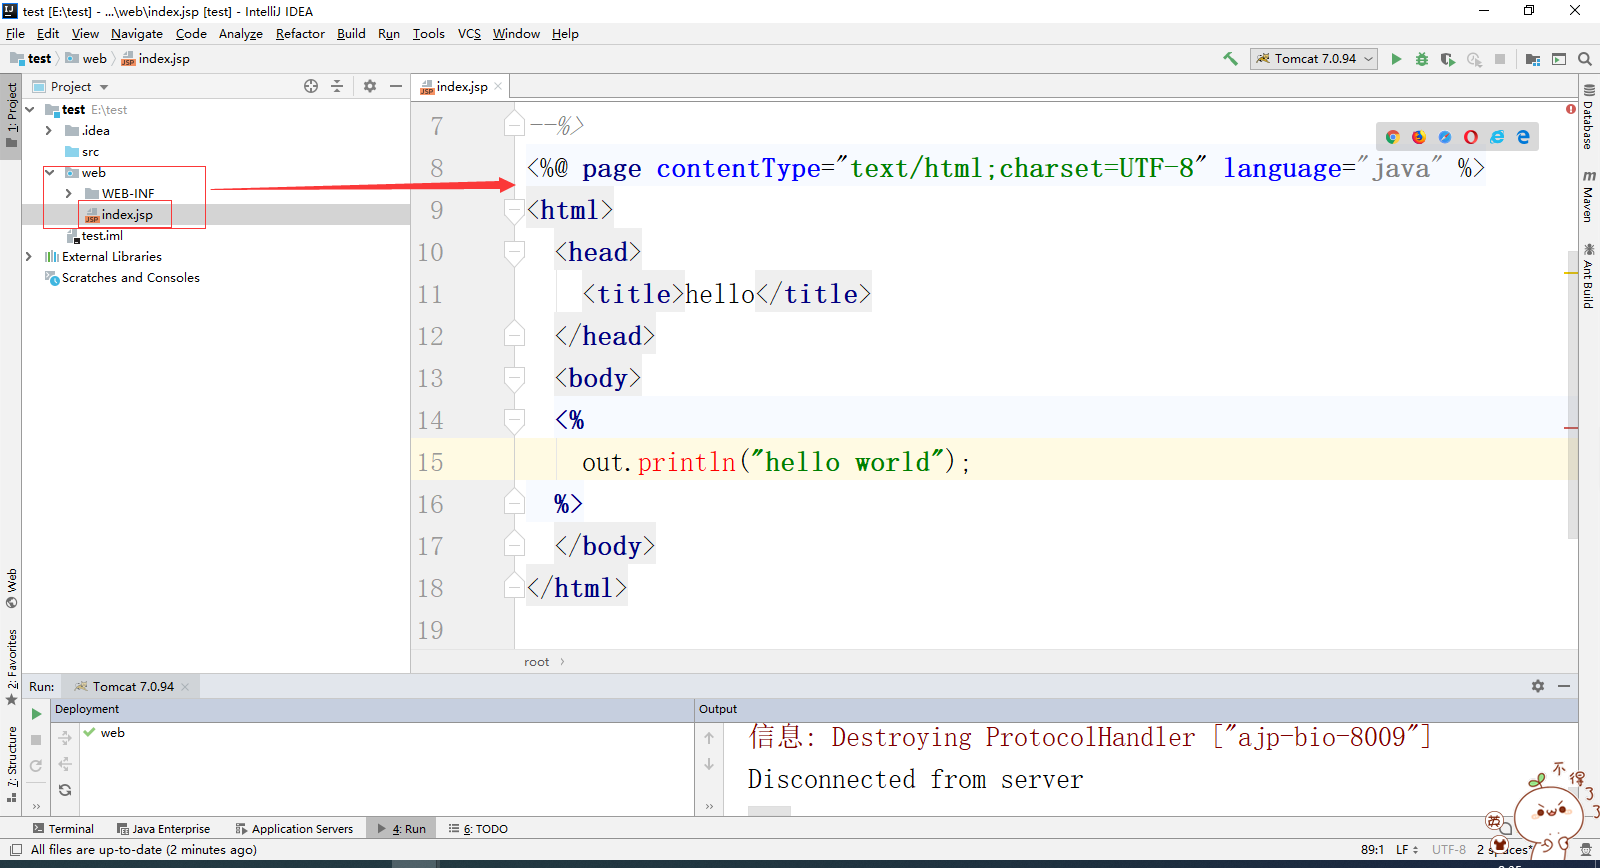 test [E:\test] - ...\web\index.jsp [test] - IntelliJ IDEA
File Edit View Navigate Code Analyze Refactor Build Run Tools VCS Window Help
test web index.jsp
Tomcat 7.0.94
1: Project
Project
test E:\test
.idea
src
web
WEB-INF
index.jsp
test.iml
External Libraries
Scratches and Consoles
index.jsp
7 --%>
8 <%@ page contentType="text/html;charset=UTF-8" language="java" %>
9 <html>
10 <head>
11 <title>hello</title>
12 </head>
13 <body>
14 <%
15 out.println("hello world");
16 %>
17 </body>
18 </html>
19
root
Database
Maven
Ant Build
Web
2: Favorites
7: Structure
Run: Tomcat 7.0.94
Deployment
web
Output
信息: Destroying ProtocolHandler ["ajp-bio-8009"]
Disconnected from server
Terminal Java Enterprise Application Servers 4: Run 6: TODO
All files are up-to-date (2 minutes ago)
89:1 LF UTF-8 2 spaces*
不得
33
英